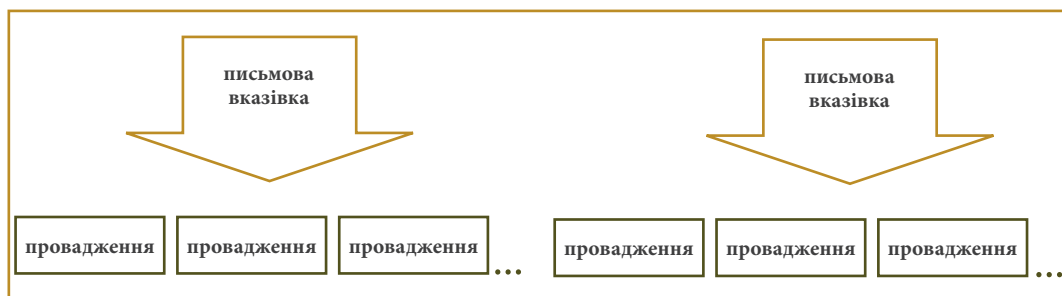 письмова
вказівка
письмова
вказівка
провадження провадження провадження ... провадження провадження провадження ...